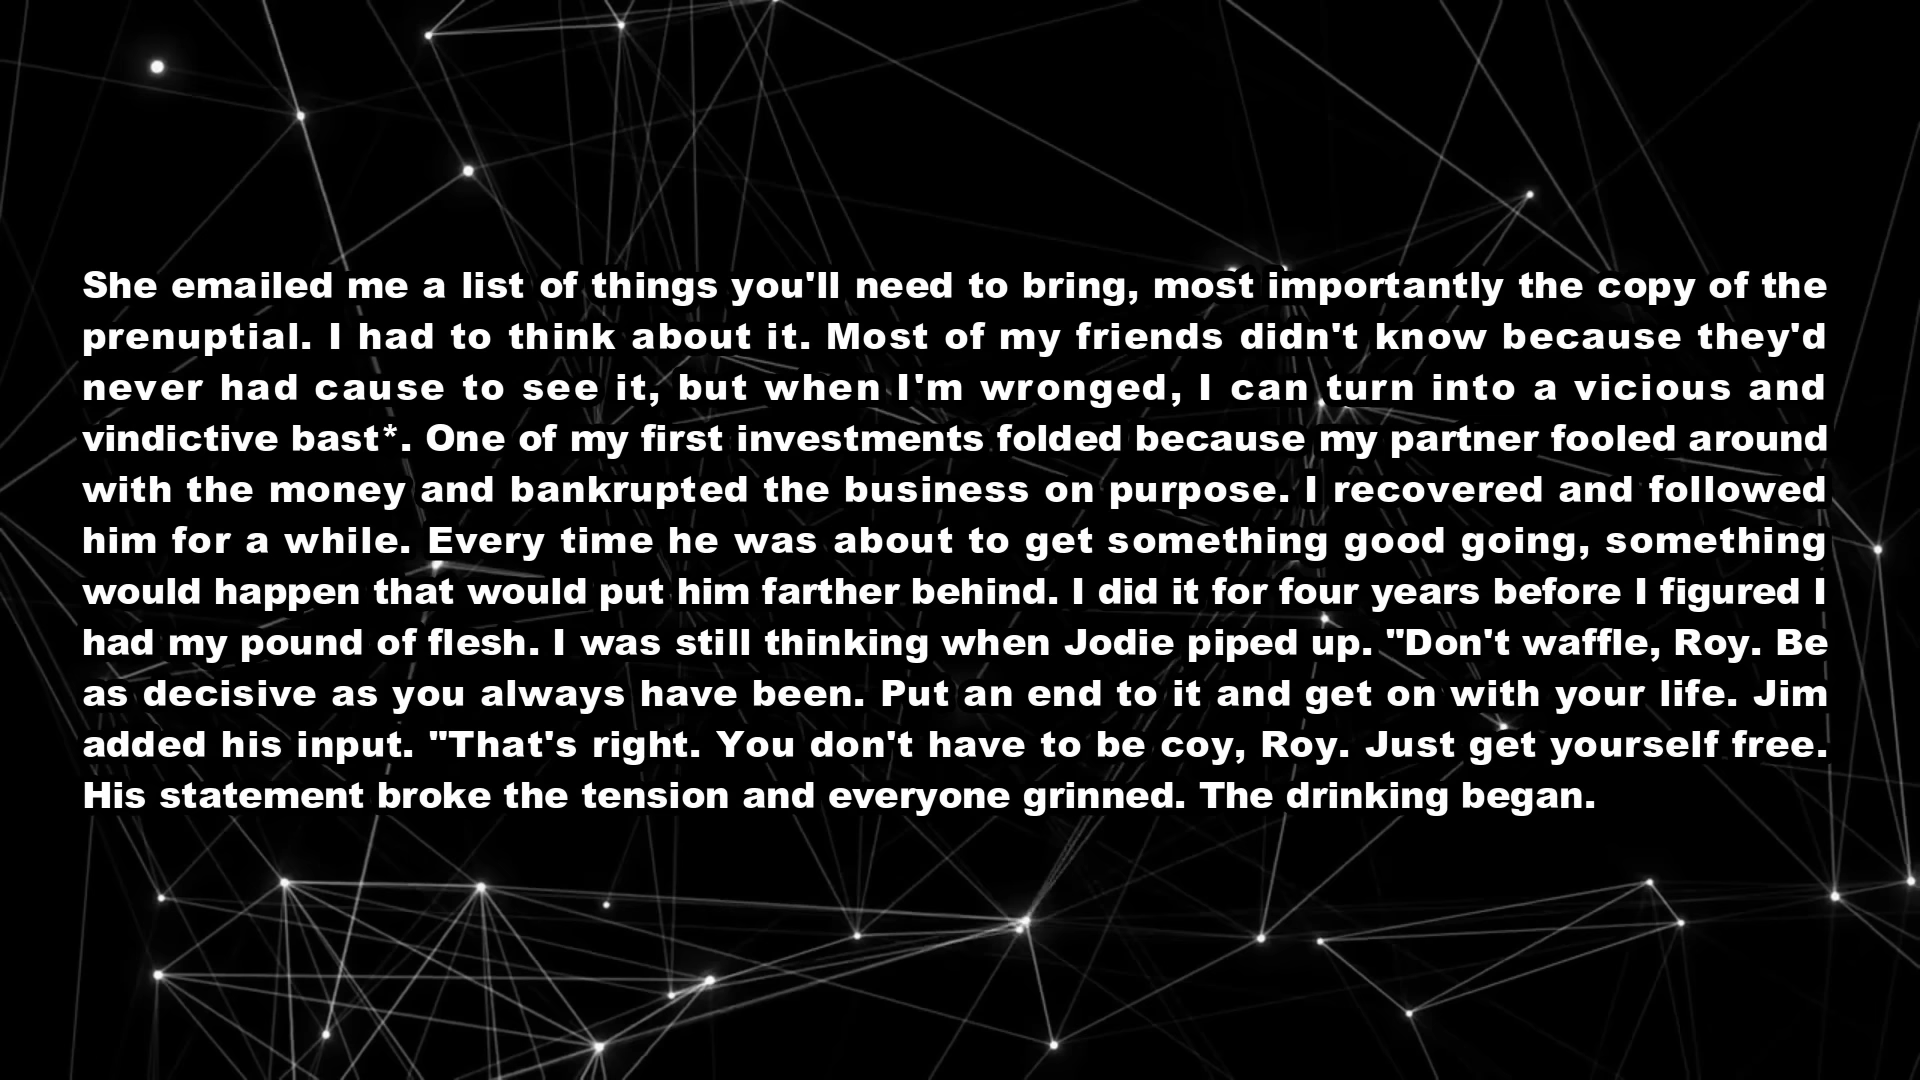 She emailed me a list of things you'll need to bring, most importantly the copy of the
prenuptial. I had to think about it. Most of my friends didn't know because they'd
never had cause to see it, but when I'm wronged, I can turn into a vicious and
vindictive bast*. One of my first investments folded because my partner fooled around
with the money and bankrupted the business on purpose. I recovered and followed
him for a while. Every time he was about to get something good going, something
would happen that would put him farther behind. I did it for four years before I figured I
had my pound of flesh. I was still thinking when Jodie piped up. "Don't waffle, Roy. Be
as decisive as you always have been. Put an end to it and get on with your life. Jim
added his input. "That's right. You don't have to be coy, Roy. Just get yourself free.
His statement broke the tension and everyone grinned. The drinking began.